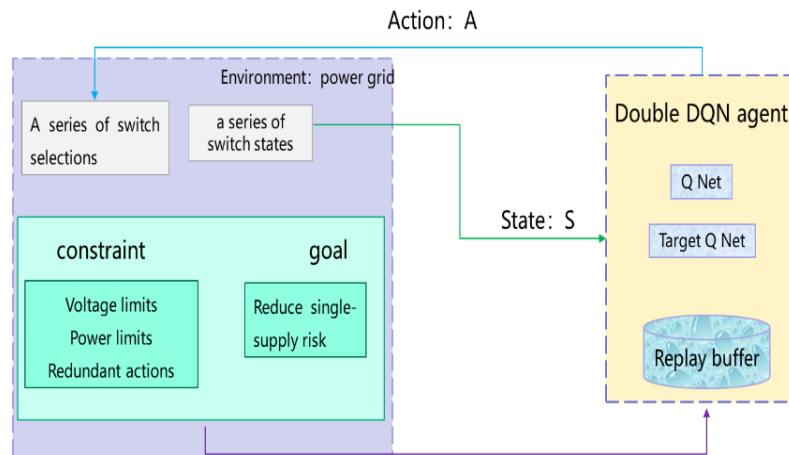 Action: A
Environment: power grid
A series of switch
selections
a series of
switch states
Double DQN agent
Q Net
Target Q Net
Replay buffer
State: S
constraint
goal
Voltage limits
Power limits
Redundant actions
Reduce single-
supply risk